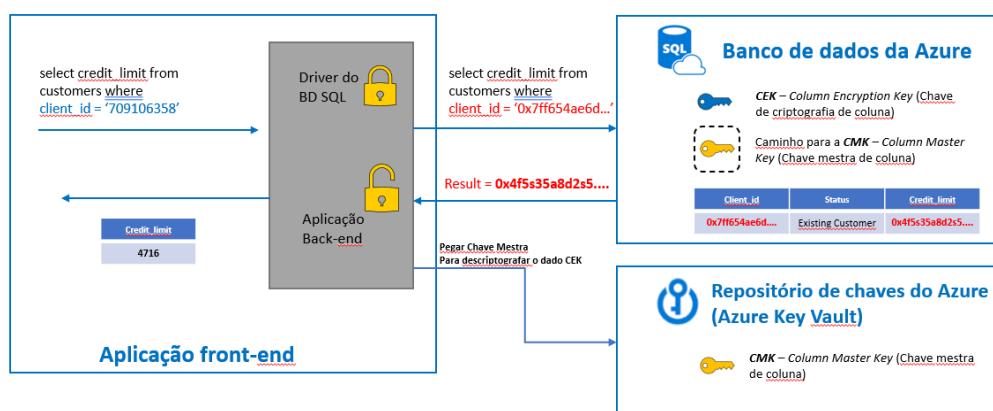 select credit_limit from
customers where
client_id = ‘709106358’
Credit_limit
4716
Aplicação front-end
Driver do
BD SQL
Aplicação
Back-end
select credit_limit from
customers where
client_id = ‘0x7ff654ae6d…’
Result = 0x4f5s35a8d2s5….
Pegar Chave Mestra
Para descriptografar o dado CEK
SQL
Banco de dados da Azure
CEK – Column Encryption Key (Chave
de criptografia de coluna)
Caminho para a CMK – Column Master
Key (Chave mestra de coluna)
Client_id Status Credit_limit
0x7ff654ae6d…. Existing Customer 0x4f5s35a8d2s5….
Repositório de chaves do Azure
(Azure Key Vault)
CMK – Column Master Key (Chave mestra
de coluna)